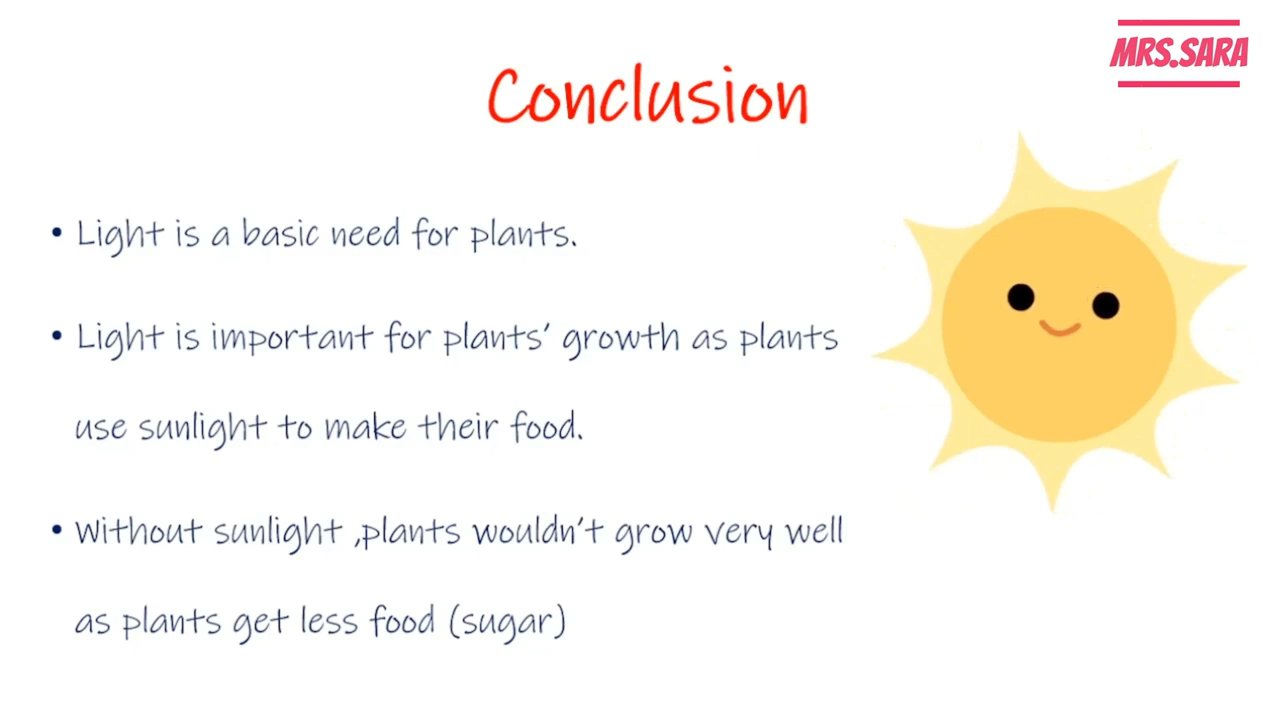 MRS.SARA
Conclusion
• Light is a basic need for plants.
• Light is important for plants' growth as plants
use sunlight to make their food.
• Without sunlight ,plants wouldn't grow very well
as plants get less food (sugar)